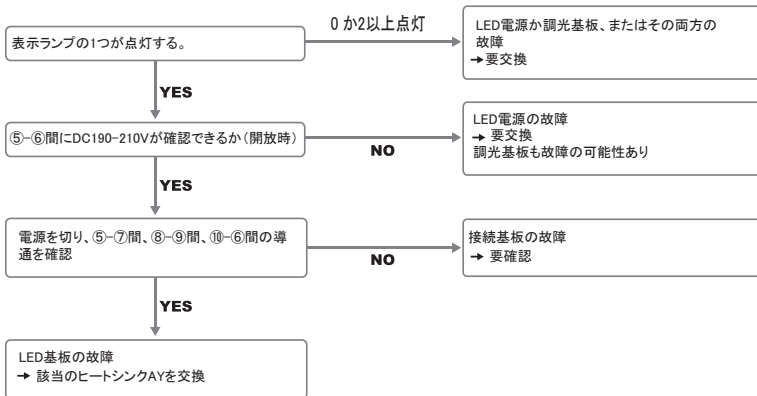 表示ランプの1つが点灯する。
0 か2以上点灯
LED電源か調光基板、またはその両方の
故障
→要交換
YES
⑤-⑥間にDC190-210Vが確認できるか（開放時）
NO
LED電源の故障
→ 要交換
調光基板も故障の可能性あり
YES
電源を切り、⑤-⑦間、⑧-⑨間、⑩-⑥間の導
通を確認
NO
接続基板の故障
→ 要確認
YES
LED基板の故障
→ 該当のヒートシンクAYを交換